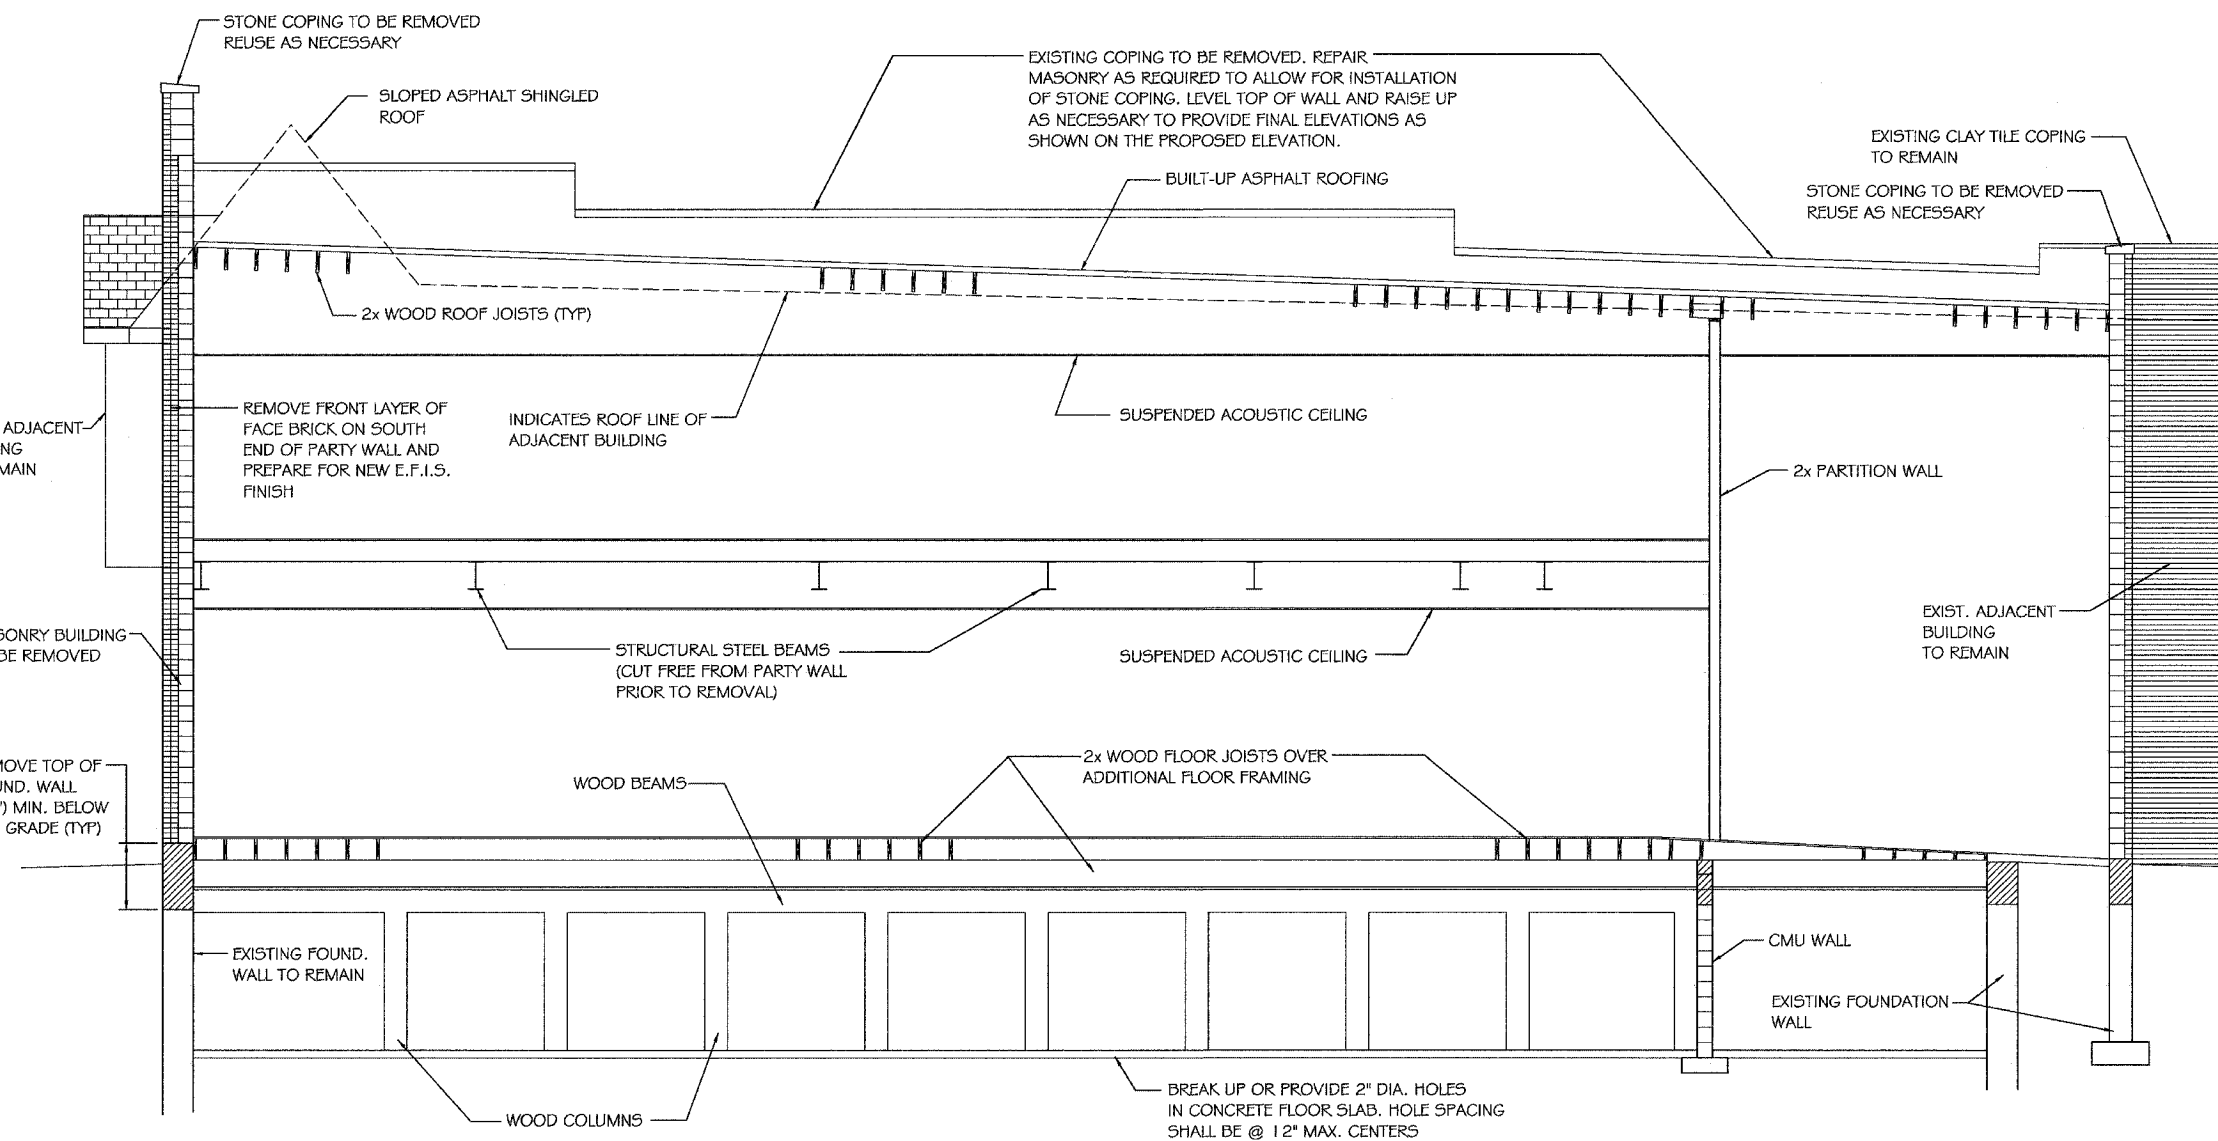 STONE COPING TO BE REMOVED
REUSE AS NECESSARY
SLOPED ASPHALT SHINGLED
ROOF
EXISTING COPING TO BE REMOVED. REPAIR
MASONRY AS REQUIRED TO ALLOW FOR INSTALLATION
OF STONE COPING. LEVEL TOP OF WALL AND RAISE UP
AS NECESSARY TO PROVIDE FINAL ELEVATIONS AS
SHOWN ON THE PROPOSED ELEVATION.
BUILT-UP ASPHALT ROOFING
EXISTING CLAY TILE COPING
TO REMAIN
STONE COPING TO BE REMOVED
REUSE AS NECESSARY
2x WOOD ROOF JOISTS (TYP)
ADJACENT
NG
MAIN
REMOVE FRONT LAYER OF
FACE BRICK ON SOUTH
END OF PARTY WALL AND
PREPARE FOR NEW E.F.I.S.
FINISH
INDICATES ROOF LINE OF
ADJACENT BUILDING
SUSPENDED ACOUSTIC CEILING
2x PARTITION WALL
SONRY BUILDING
BE REMOVED
STRUCTURAL STEEL BEAMS
(CUT FREE FROM PARTY WALL
PRIOR TO REMOVAL)
SUSPENDED ACOUSTIC CEILING
EXIST. ADJACENT
BUILDING
TO REMAIN
MOVE TOP OF
UND. WALL
") MIN. BELOW
GRADE (TYP)
WOOD BEAMS
2x WOOD FLOOR JOISTS OVER
ADDITIONAL FLOOR FRAMING
EXISTING FOUND.
WALL TO REMAIN
CMU WALL
EXISTING FOUNDATION
WALL
WOOD COLUMNS
BREAK UP OR PROVIDE 2" DIA. HOLES
IN CONCRETE FLOOR SLAB. HOLE SPACING
SHALL BE @ 12" MAX. CENTERS